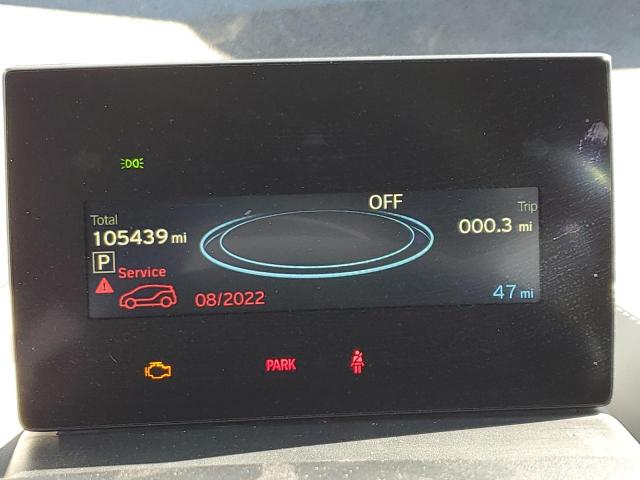 OFF
Total
Trip
105439 mi
000.3 mi
P
Service
08/2022
47 mi
PARK